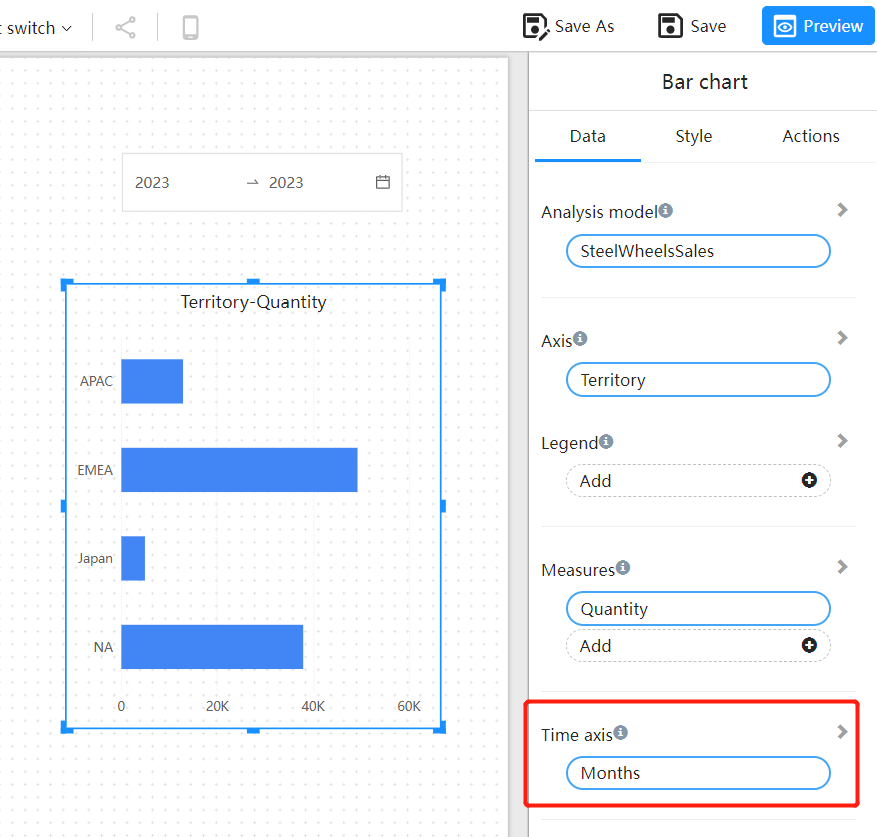 switch
Save As
Save
Preview
Bar chart
Data Style Actions
2023 → 2023
Analysis model
SteelWheelsSales
Territory-Quantity
APAC
EMEA
Japan
NA
0 20K 40K 60K
Axis
Territory
Legend
Add
Measures
Quantity
Add
Time axis
Months